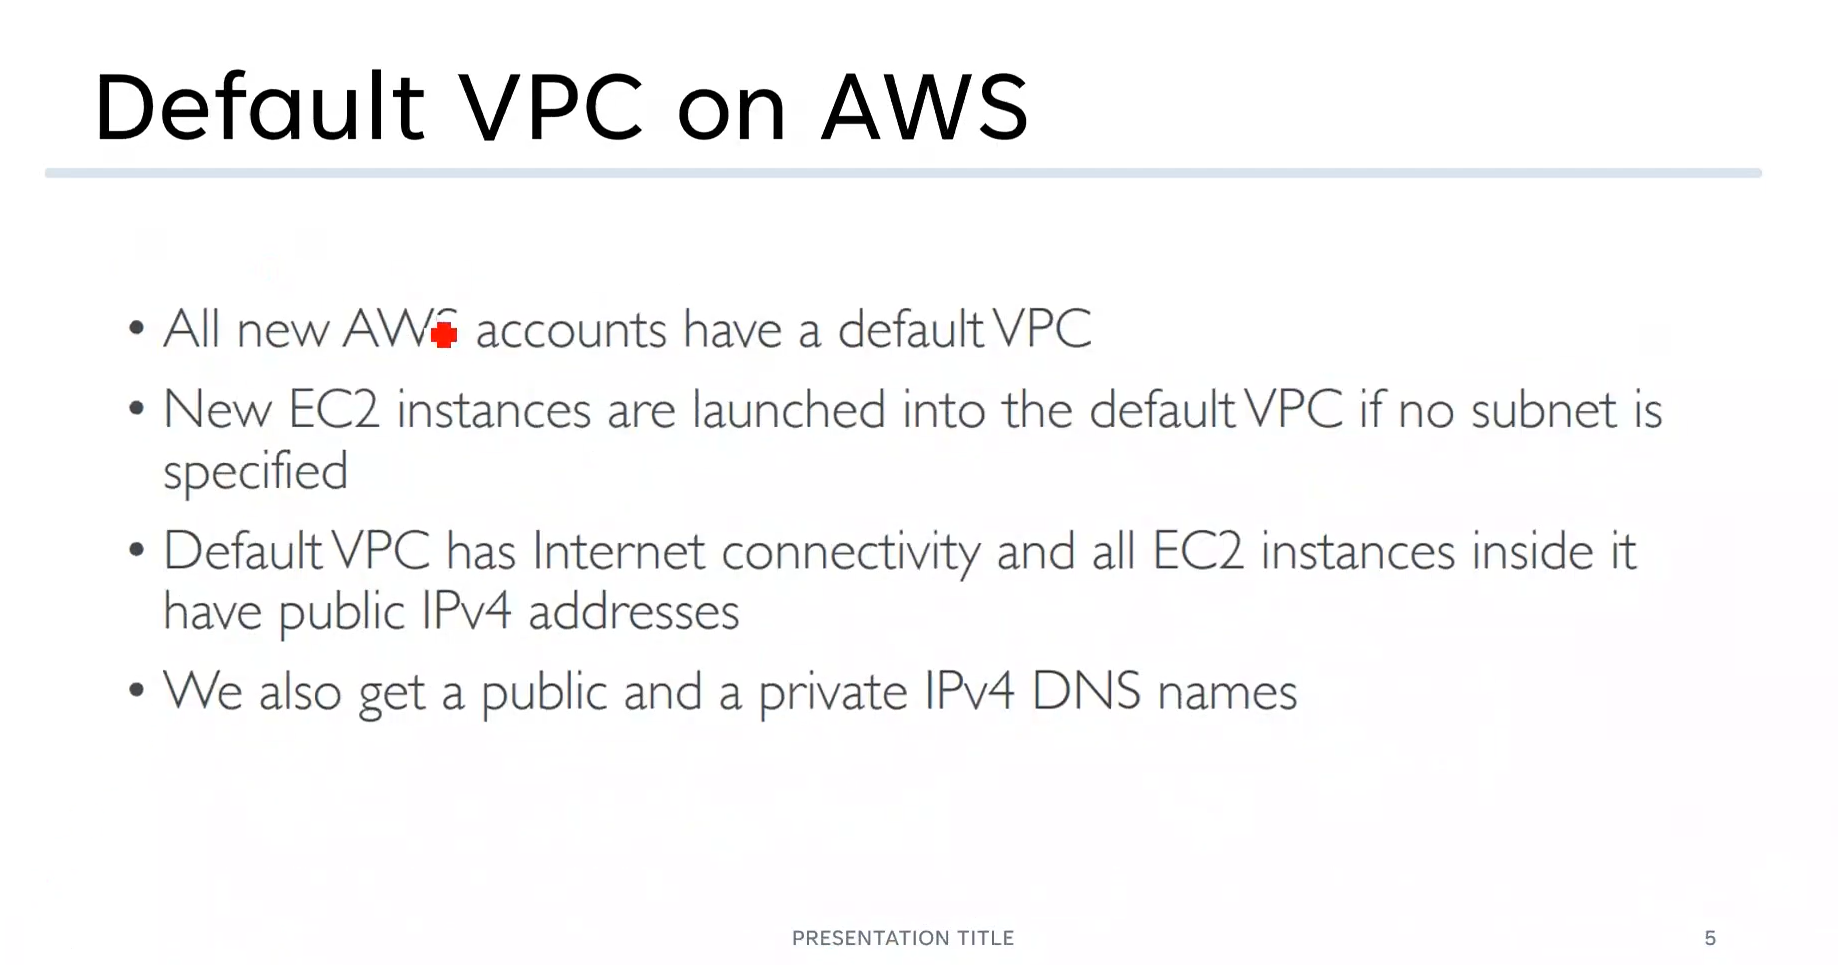 Default VPC on AWS
• All new AWS accounts have a default VPC
• New EC2 instances are launched into the default VPC if no subnet is
specified
• Default VPC has Internet connectivity and all EC2 instances inside it
have public IPv4 addresses
• We also get a public and a private IPv4 DNS names
PRESENTATION TITLE
5